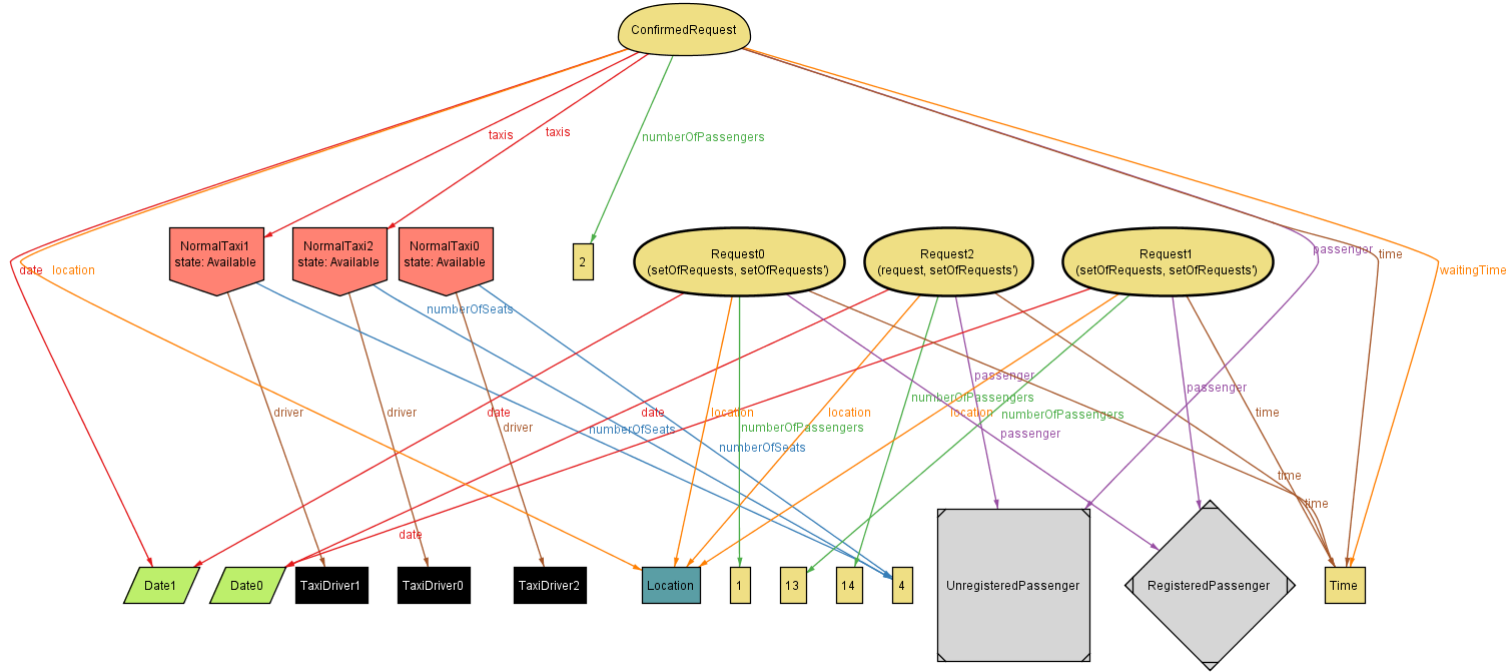 ConfirmedRequest
taxis
taxis
numberOfPassengers
NormalTaxi1
state: Available
NormalTaxi2
state: Available
NormalTaxi0
state: Available
2
Request0
(setOfRequests, setOfRequests')
Request2
(request, setOfRequests')
Request1
(setOfRequests, setOfRequests')
passenger
time
date
location
waitingTime
numberOfSeats
passenger
passenger
numberOfPassengers
driver
driver
date
date
location
location
location
numberOfPassengers
time
driver
numberOfSeats
numberOfPassengers
passenger
numberOfSeats
time
time
date
Date1
Date0
TaxiDriver1
TaxiDriver0
TaxiDriver2
Location
1
13
14
4
UnregisteredPassenger
RegisteredPassenger
Time